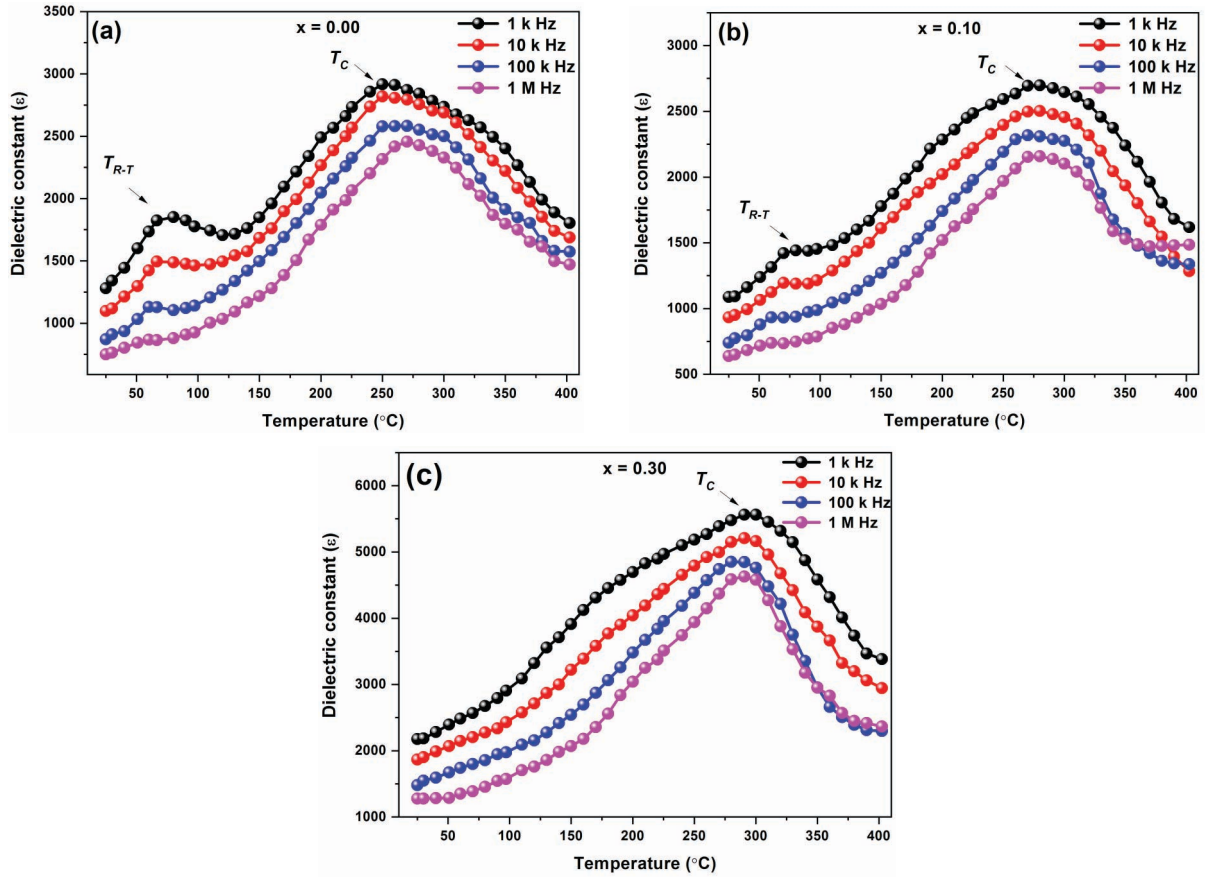 (a)
x = 0.00
1 k Hz
10 k Hz
100 k Hz
1 M Hz
T_C
T_{R-T}
Dielectric constant (ε)
3500
3000
2500
2000
1500
1000
50 100 150 200 250 300 350 400
Temperature (°C)
(b)
x = 0.10
1 k Hz
10 k Hz
100 k Hz
1 M Hz
T_C
T_{R-T}
Dielectric constant (ε)
3000
2500
2000
1500
1000
500
50 100 150 200 250 300 350 400
Temperature (°C)
(c)
x = 0.30
1 k Hz
10 k Hz
100 k Hz
1 M Hz
T_C
Dielectric constant (ε)
6000
5000
4000
3000
2000
1000
50 100 150 200 250 300 350 400
Temperature (°C)